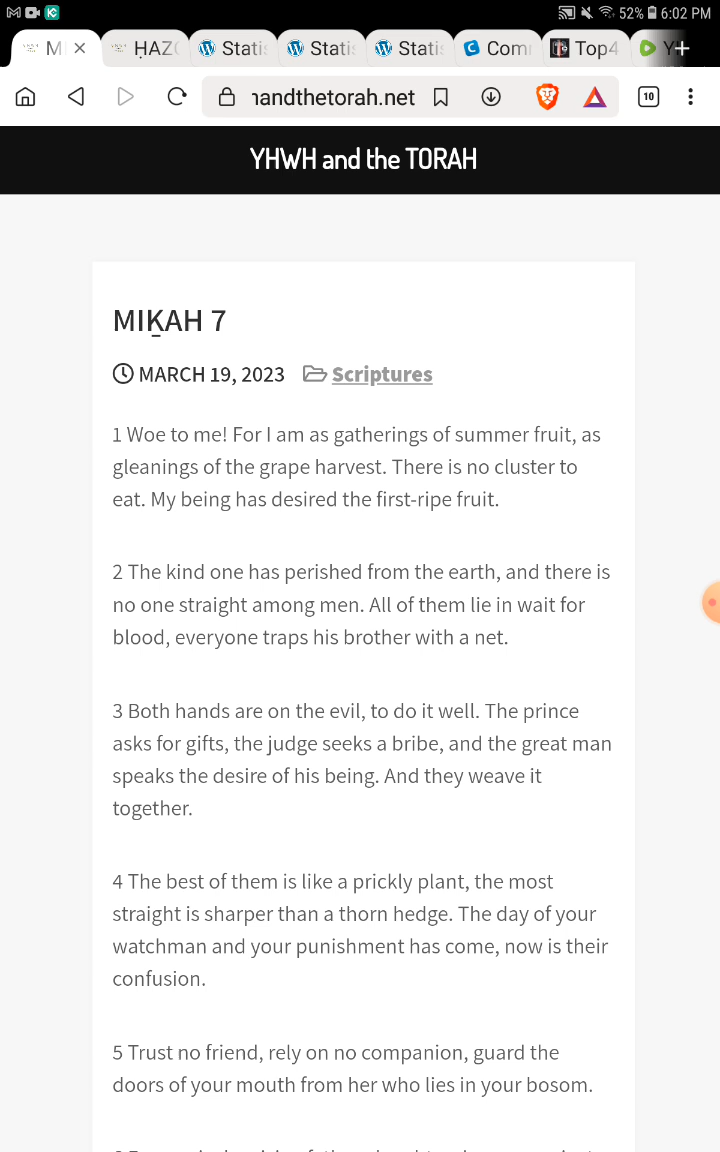 52% 6:02 PM
M
ḤAZ
Stati
Stati
Stati
Com
Top4
Y
andthetorah.net
10
YHWH and the TORAH
MIḴAH 7
MARCH 19, 2023 Scriptures
1 Woe to me! For I am as gatherings of summer fruit, as
gleanings of the grape harvest. There is no cluster to
eat. My being has desired the first-ripe fruit.
2 The kind one has perished from the earth, and there is
no one straight among men. All of them lie in wait for
blood, everyone traps his brother with a net.
3 Both hands are on the evil, to do it well. The prince
asks for gifts, the judge seeks a bribe, and the great man
speaks the desire of his being. And they weave it
together.
4 The best of them is like a prickly plant, the most
straight is sharper than a thorn hedge. The day of your
watchman and your punishment has come, now is their
confusion.
5 Trust no friend, rely on no companion, guard the
doors of your mouth from her who lies in your bosom.